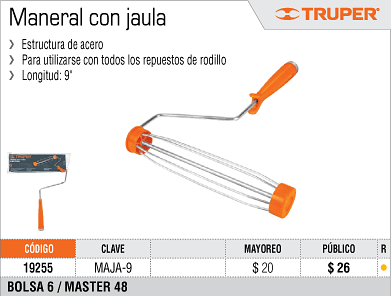 Maneral con jaula
TRUPER®
Estructura de acero
Para utilizarse con todos los repuestos de rodillo
Longitud: 9"
TRUPER
CÓDIGO CLAVE MAYOREO PÚBLICO R
19255 MAJA-9 $ 20 $ 26
BOLSA 6 / MASTER 48